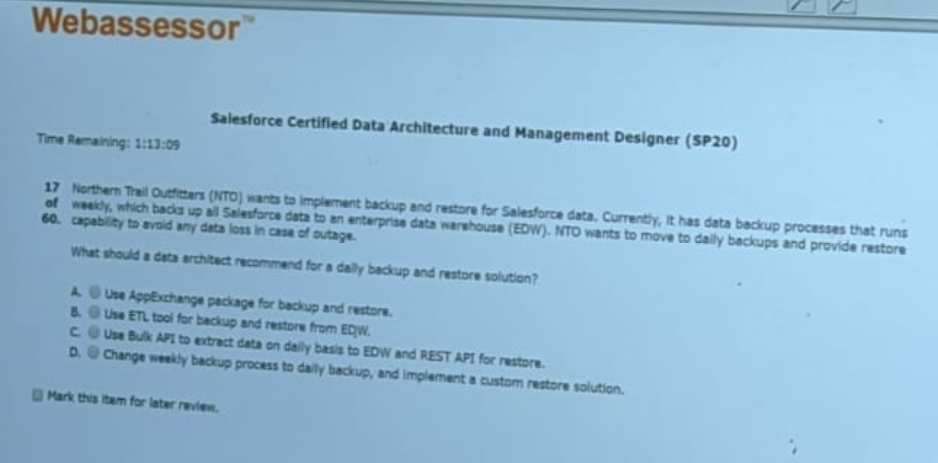 Webassessor™
Salesforce Certified Data Architecture and Management Designer (SP20)
Time Remaining: 1:13:09
17 Northern Trail Outfitters (NTO) wants to implement backup and restore for Salesforce data. Currently, it has data backup processes that runs
of weekly, which backs up all Salesforce data to an enterprise data warehouse (EDW). NTO wants to move to daily backups and provide restore
60. capability to avoid any data loss in case of outage.
What should a data architect recommend for a daily backup and restore solution?
A. Use AppExchange package for backup and restore.
B. Use ETL tool for backup and restore from EDW.
C. Use Bulk API to extract data on daily basis to EDW and REST API for restore.
D. Change weekly backup process to daily backup, and implement a custom restore solution.
Mark this item for later review.